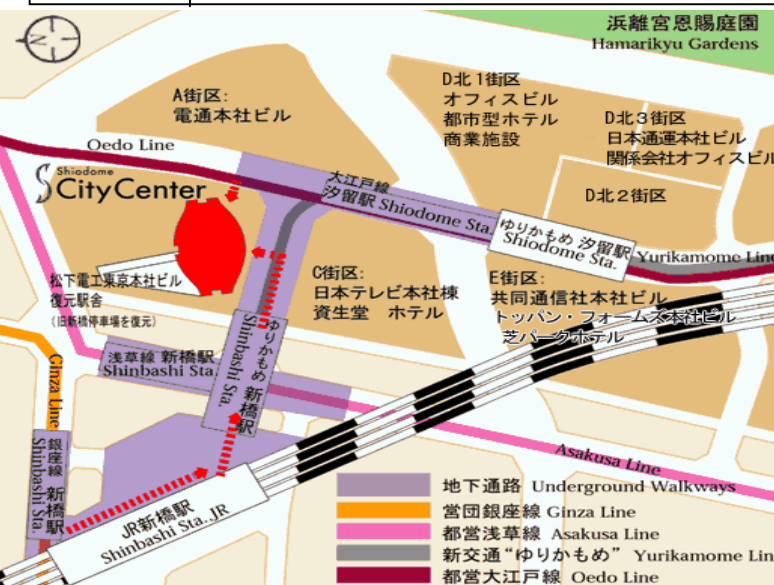 N
浜離宮恩賜庭園
Hamarikyu Gardens
A街区:
電通本社ビル
D北1街区
オフィスビル
都市型ホテル
商業施設
D北3街区
日本通運本社ビル
関係会社オフィスビル
D北2街区
Oedo Line
Shiodome
City Center
大江戸線
汐留駅 Shiodome Sta.
ゆりかもめ 汐留駅
Shiodome Sta.
Yurikamome Line
松下電工東京本社ビル
復元駅舎
(旧新橋停車場を復元)
C街区:
日本テレビ本社棟
資生堂 ホテル
E街区:
共同通信社本社ビル
トッパン・フォームズ本社ビル
芝パークホテル
浅草線 新橋駅
Shinbashi Sta.
ゆりかもめ 新橋駅
Shinbashi Sta.
Ginza Line
銀座線 新橋駅
Shinbashi Sta.
JR新橋駅
Shinbashi Sta., JR
Asakusa Line
地下通路 Underground Walkways
営団銀座線 Ginza Line
都営浅草線 Asakusa Line
新交通“ゆりかもめ” Yurikamome Lin
都営大江戸線 Oedo Line